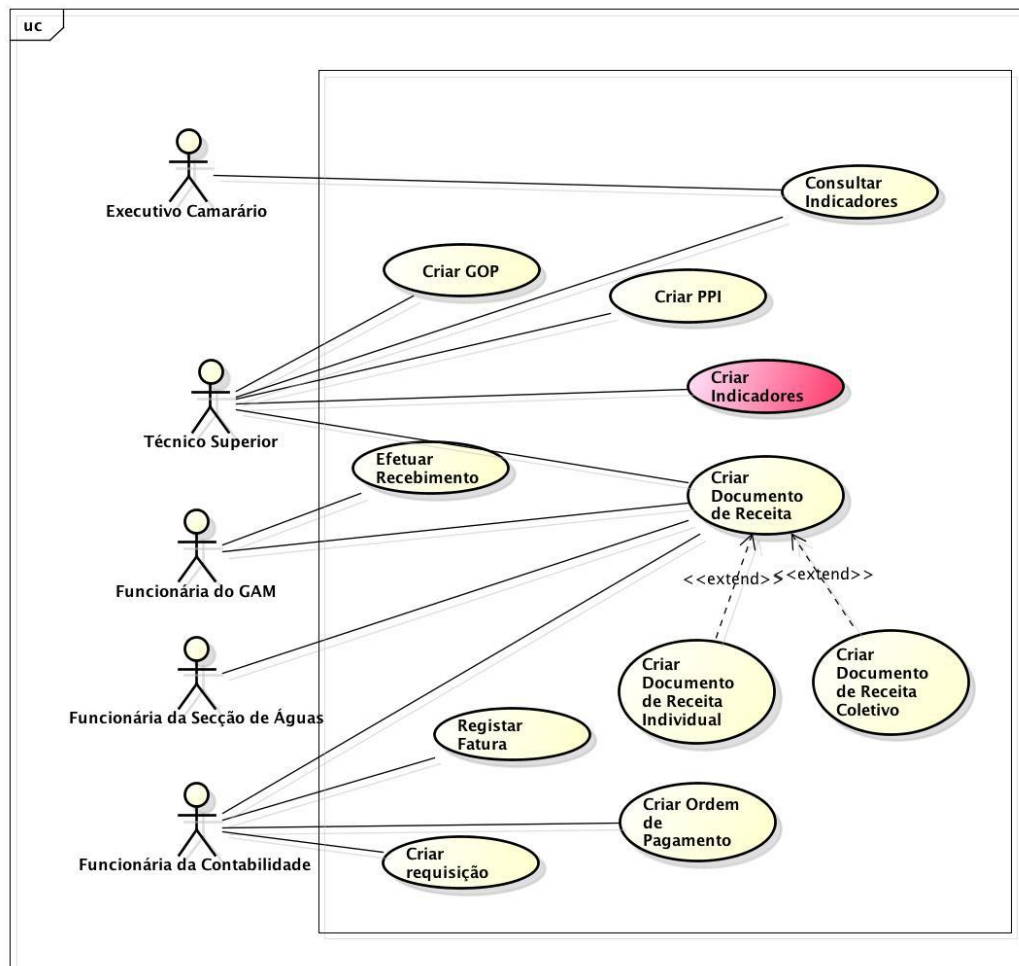 uc
Executivo Camarário
Consultar
Indicadores
Criar GOP
Criar PPI
Técnico Superior
Criar
Indicadores
Efetuar
Recebimento
Criar
Documento
de Receita
Funcionária do GAM
<<extend>>
<<extend>>
Funcionária da Secção de Águas
Criar
Documento
de Receita
Individual
Criar
Documento
de Receita
Coletivo
Registar
Fatura
Funcionária da Contabilidade
Criar Ordem
de
Pagamento
Criar
requisição